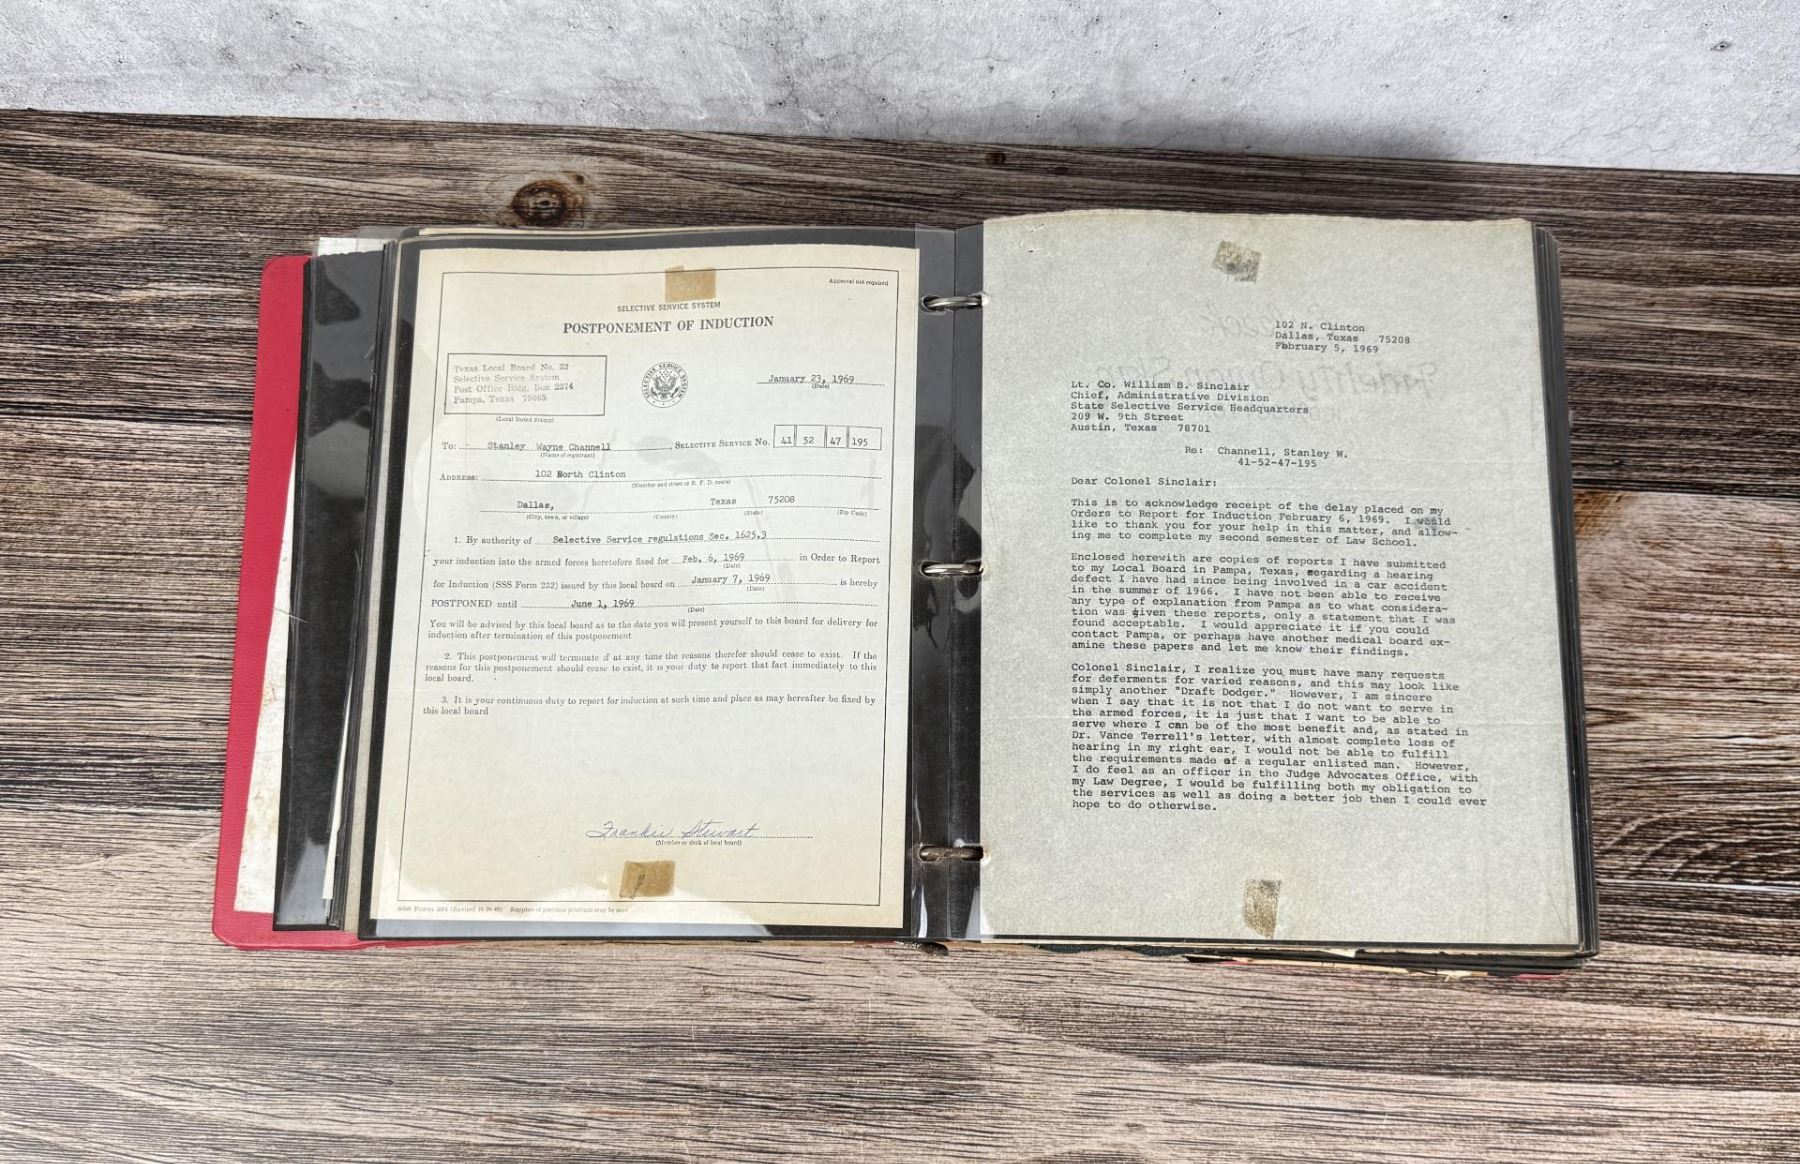 Approval not required
SELECTIVE SERVICE SYSTEM
POSTPONEMENT OF INDUCTION
Texas Local Board No. 52
Selective Service System
Post Office Bldg. Box 2274
Pampa, Texas 79065
(Local Board Stamp)
SELECTIVE SERVICE SYSTEM
January 23, 1969
(Date)
To: Stanley Wayne Channell, SELECTIVE SERVICE No. 41 52 47 195
(Name of registrant)
ADDRESS: 102 North Clinton
(Number and street or R. F. D. route)
Dallas, Texas 75208
(City, town, or village) (County) (State) (Zip Code)
1. By authority of Selective Service regulations Sec. 1625.3
your induction into the armed forces heretofore fixed for Feb. 6, 1969 in Order to Report
(Date)
for Induction (SSS Form 252) issued by this local board on January 7, 1969 is hereby
(Date)
POSTPONED until June 1, 1969
(Date)
You will be advised by this local board as to the date you will present yourself to this board for delivery for
induction after termination of this postponement
2. This postponement will terminate if at any time the reasons therefor should cease to exist. If the
reasons for this postponement should cease to exist, it is your duty to report that fact immediately to this
local board.
3. It is your continuous duty to report for induction at such time and place as may hereafter be fixed by
this local board
Frankie Stewart
(Member or clerk of local board)
SSS Form 264 (Revised Supplies of previous printings may be used
102 N. Clinton
Dallas, Texas 75208
February 5, 1969
Lt. Co. William B. Sinclair
Chief, Administrative Division
State Selective Service Headquarters
209 W. 9th Street
Austin, Texas 78701
Re: Channell, Stanley W.
41-52-47-195
Dear Colonel Sinclair:
This is to acknowledge receipt of the delay placed on my
Orders to Report for Induction February 6, 1969. I would
like to thank you for your help in this matter, and allow-
ing me to complete my second semester of Law School.
Enclosed herewith are copies of reports I have submitted
to my Local Board in Pampa, Texas, regarding a hearing
defect I have had since being involved in a car accident
in the summer of 1966. I have not been able to receive
any type of explanation from Pampa as to what considera-
tion was given these reports, only a statement that I was
found acceptable. I would appreciate it if you could
contact Pampa, or perhaps have another medical board ex-
amine these papers and let me know their findings.
Colonel Sinclair, I realize you must have many requests
for deferments for varied reasons, and this may look like
simply another "Draft Dodger." However, I am sincere
when I say that it is not that I do not want to serve in
the armed forces, it is just that I want to be able to
serve where I can be of the most benefit and, as stated in
Dr. Vance Terrell's letter, with almost complete loss of
hearing in my right ear, I would not be able to fulfill
the requirements made of a regular enlisted man. However,
I do feel as an officer in the Judge Advocates Office, with
my Law Degree, I would be fulfilling both my obligation to
the services as well as doing a better job then I could ever
hope to do otherwise.